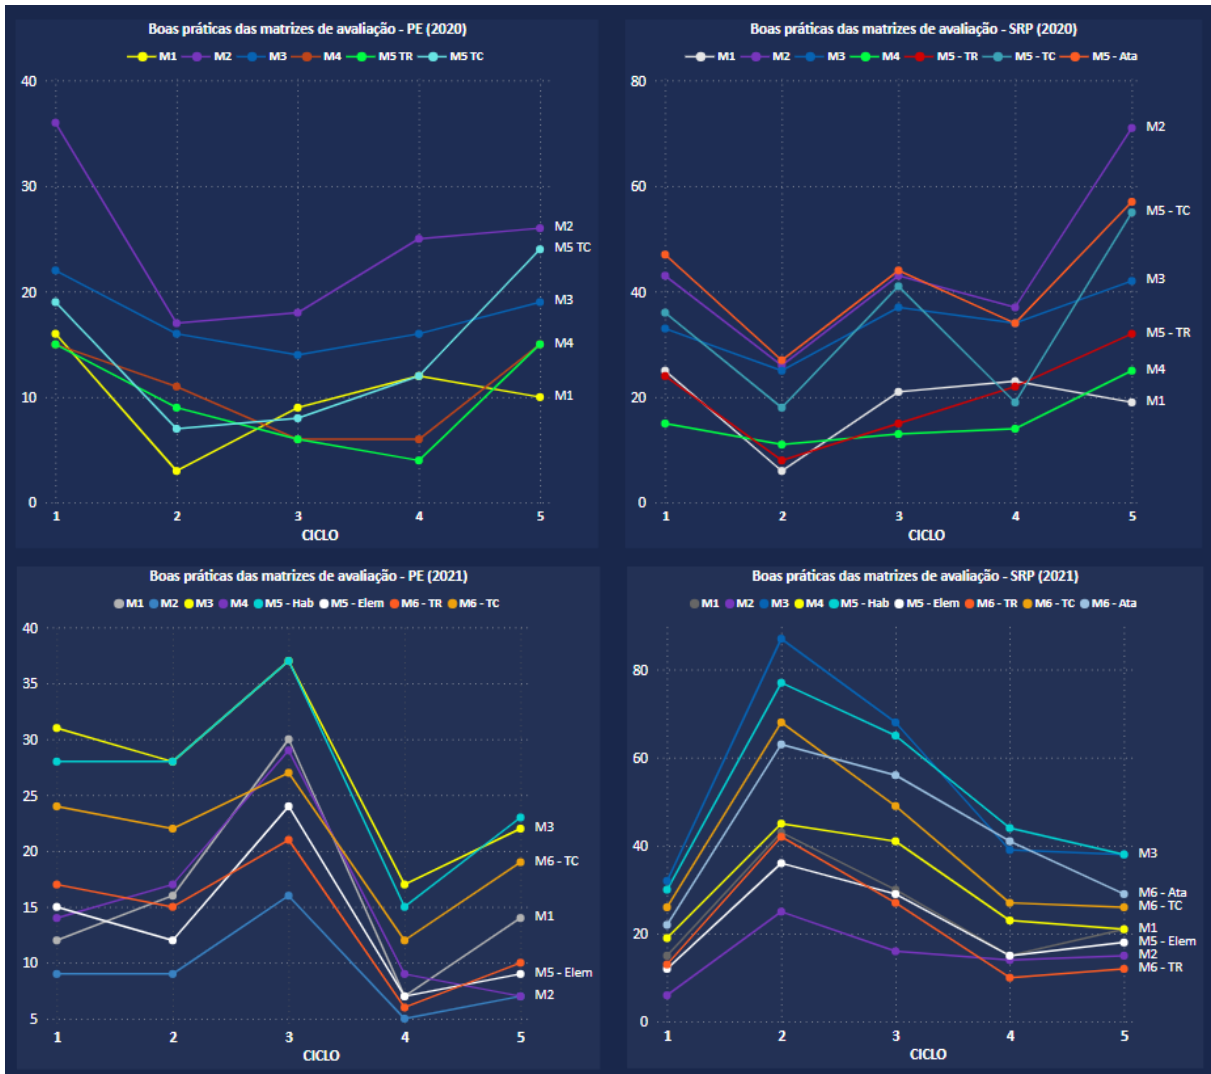 Boas práticas das matrizes de avaliação - PE (2020)
M1 M2 M3 M4 M5 TR M5 TC
40
30
20
10
0
M2
M5 TC
M3
M4
M1
1 2 3 4 5
CICLO
Boas práticas das matrizes de avaliação - SRP (2020)
M1 M2 M3 M4 M5 - TR M5 - TC M5 - Ata
80
60
40
20
0
M2
M5 - TC
M3
M5 - TR
M4
M1
1 2 3 4 5
CICLO
Boas práticas das matrizes de avaliação - PE (2021)
M1 M2 M3 M4 M5 - Hab M5 - Elem M6 - TR M6 - TC
40
35
30
25
20
15
10
5
M3
M6 - TC
M1
M5 - Elem
M2
1 2 3 4 5
CICLO
Boas práticas das matrizes de avaliação - SRP (2021)
M1 M2 M3 M4 M5 - Hab M5 - Elem M6 - TR M6 - TC M6 - Ata
80
60
40
20
0
M3
M6 - Ata
M6 - TC
M1
M5 - Elem
M2
M6 - TR
1 2 3 4 5
CICLO